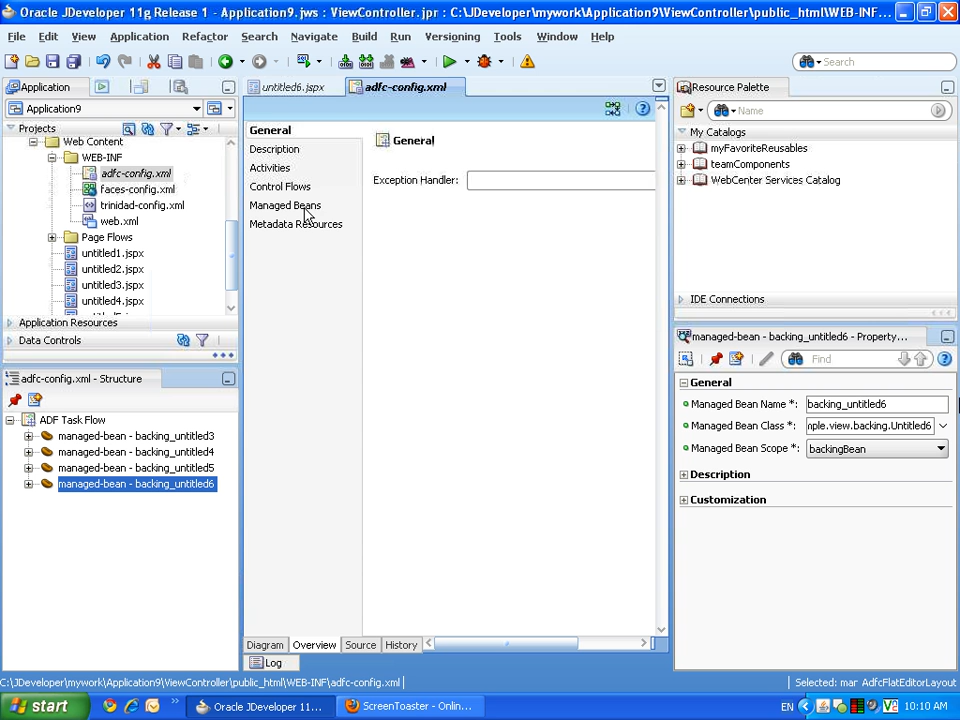 Oracle JDeveloper 11g Release 1 - Application9.jws : ViewController.jpr : C:\JDeveloper\mywork\Application9\ViewController\public_html\WEB-INF...
File Edit View Application Refactor Search Navigate Build Run Versioning Tools Window Help
Search
Application
untitled6.jspx
adfc-config.xml
Resource Palette
Application9
Name
Projects
General
My Catalogs
Web Content
General
myFavoriteReusables
WEB-INF
Description
teamComponents
adfc-config.xml
Activities
Exception Handler:
WebCenter Services Catalog
faces-config.xml
Control Flows
trinidad-config.xml
Managed Beans
web.xml
Metadata Resources
Page Flows
untitled1.jspx
untitled2.jspx
untitled3.jspx
untitled4.jspx
IDE Connections
Application Resources
Data Controls
managed-bean - backing_untitled6 - Property...
Find
adfc-config.xml - Structure
General
Managed Bean Name *: backing_untitled6
ADF Task Flow
Managed Bean Class *: nple.view.backing.Untitled6
managed-bean - backing_untitled3
Managed Bean Scope *: backingBean
managed-bean - backing_untitled4
managed-bean - backing_untitled5
Description
managed-bean - backing_untitled6
Customization
Diagram Overview Source History
Log
C:\JDeveloper\mywork\Application9\ViewController\public_html\WEB-INF\adfc-config.xml
Selected: mar AdfcFlatEditorLayout
start
Oracle JDeveloper 11...
ScreenToaster - Onlin...
EN
10:10 AM